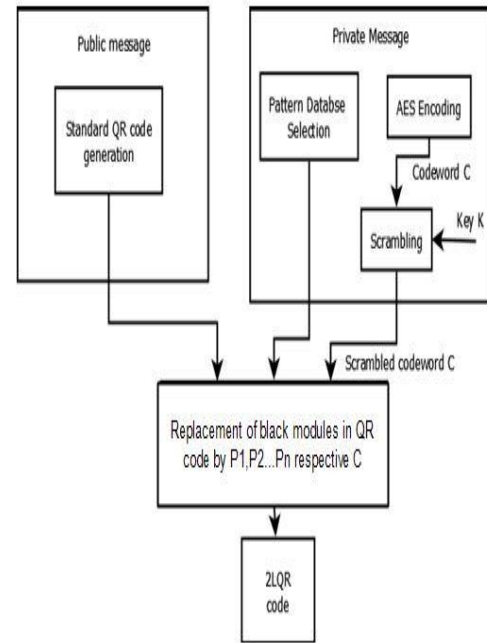 Public message
Standard QR code
generation
Private Message
Pattern Databse
Selection
AES Encoding
Codeword C
Scrambling
Key K
Scrambled codeword C
Replacement of black modules in QR
code by P1,P2...Pn respective C
2LQR
code